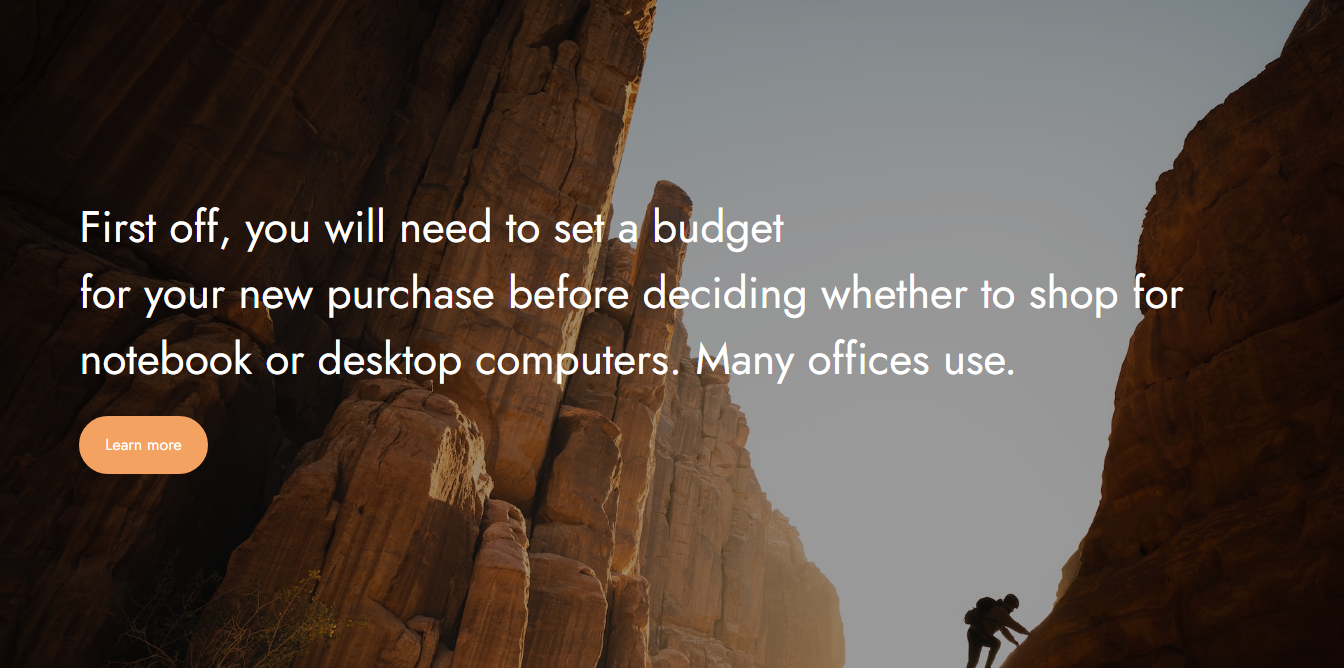 First off, you will need to set a budget
for your new purchase before deciding whether to shop for
notebook or desktop computers. Many offices use.
Learn more